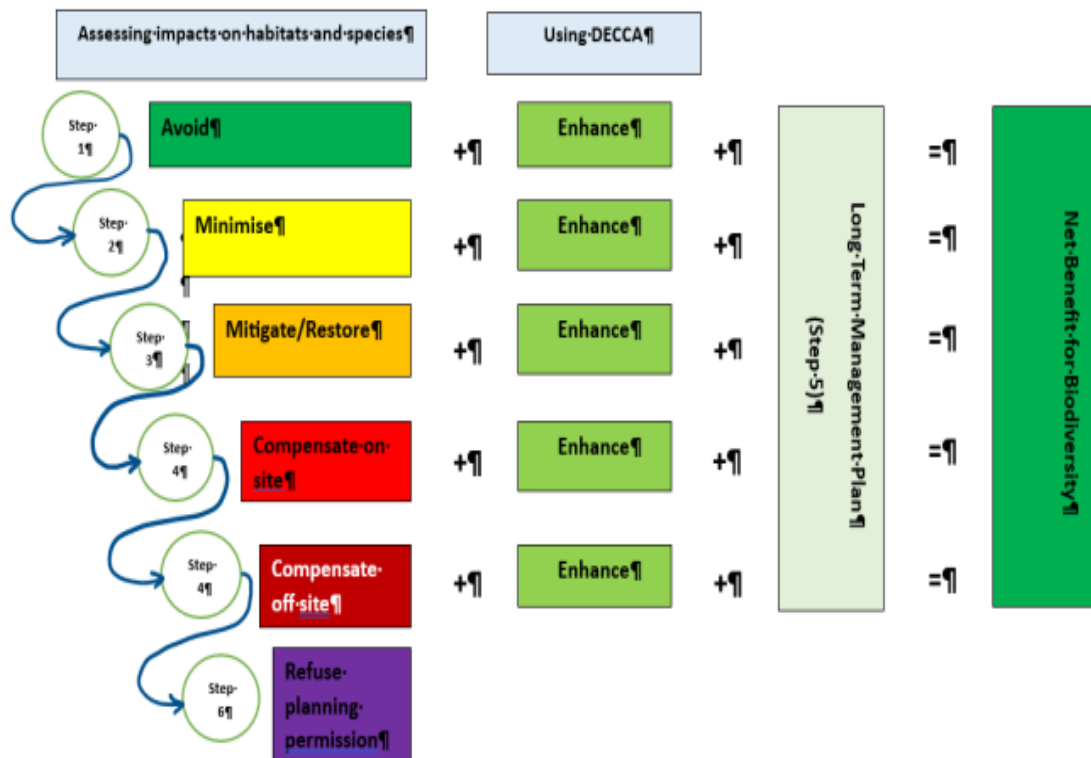 Assessing·impacts·on·habitats·and·species¶
Using·DECCA¶
Step·
1¶
Avoid¶
+¶
Enhance¶
+¶
=¶
Step·
2¶
Minimise¶
+¶
Enhance¶
+¶
=¶
¶
¶
¶
¶
Step·
3¶
Mitigate/Restore¶
+¶
Enhance¶
+¶
=¶
Step·
4¶
Compensate·on·
site¶
+¶
Enhance¶
+¶
=¶
Step·
4¶
Compensate·
off·site¶
+¶
Enhance¶
+¶
=¶
Step·
6¶
Refuse·
planning·
permission¶
Long·Term·Management·Plan¶
(Step·5)¶
Net·Benefit·for·Biodiversity¶